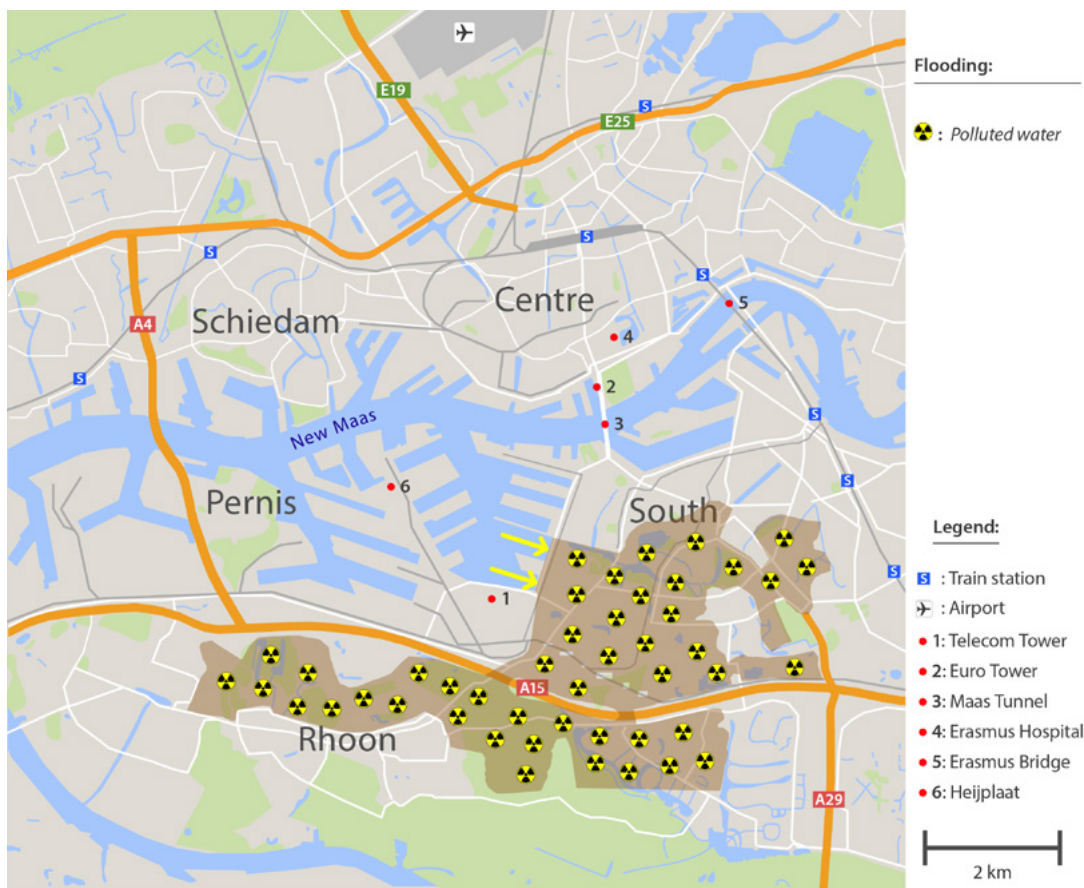 E19
S
E25
S
S
Centre
5
Schiedam
A4
4
S
2
S
3
New Maas
6
Pernis
South
S
S
1
A15
Rhoon
A29
Flooding:
: Polluted water
Legend:
S : Train station
: Airport
1: Telecom Tower
2: Euro Tower
3: Maas Tunnel
4: Erasmus Hospital
5: Erasmus Bridge
6: Heijplaat
2 km